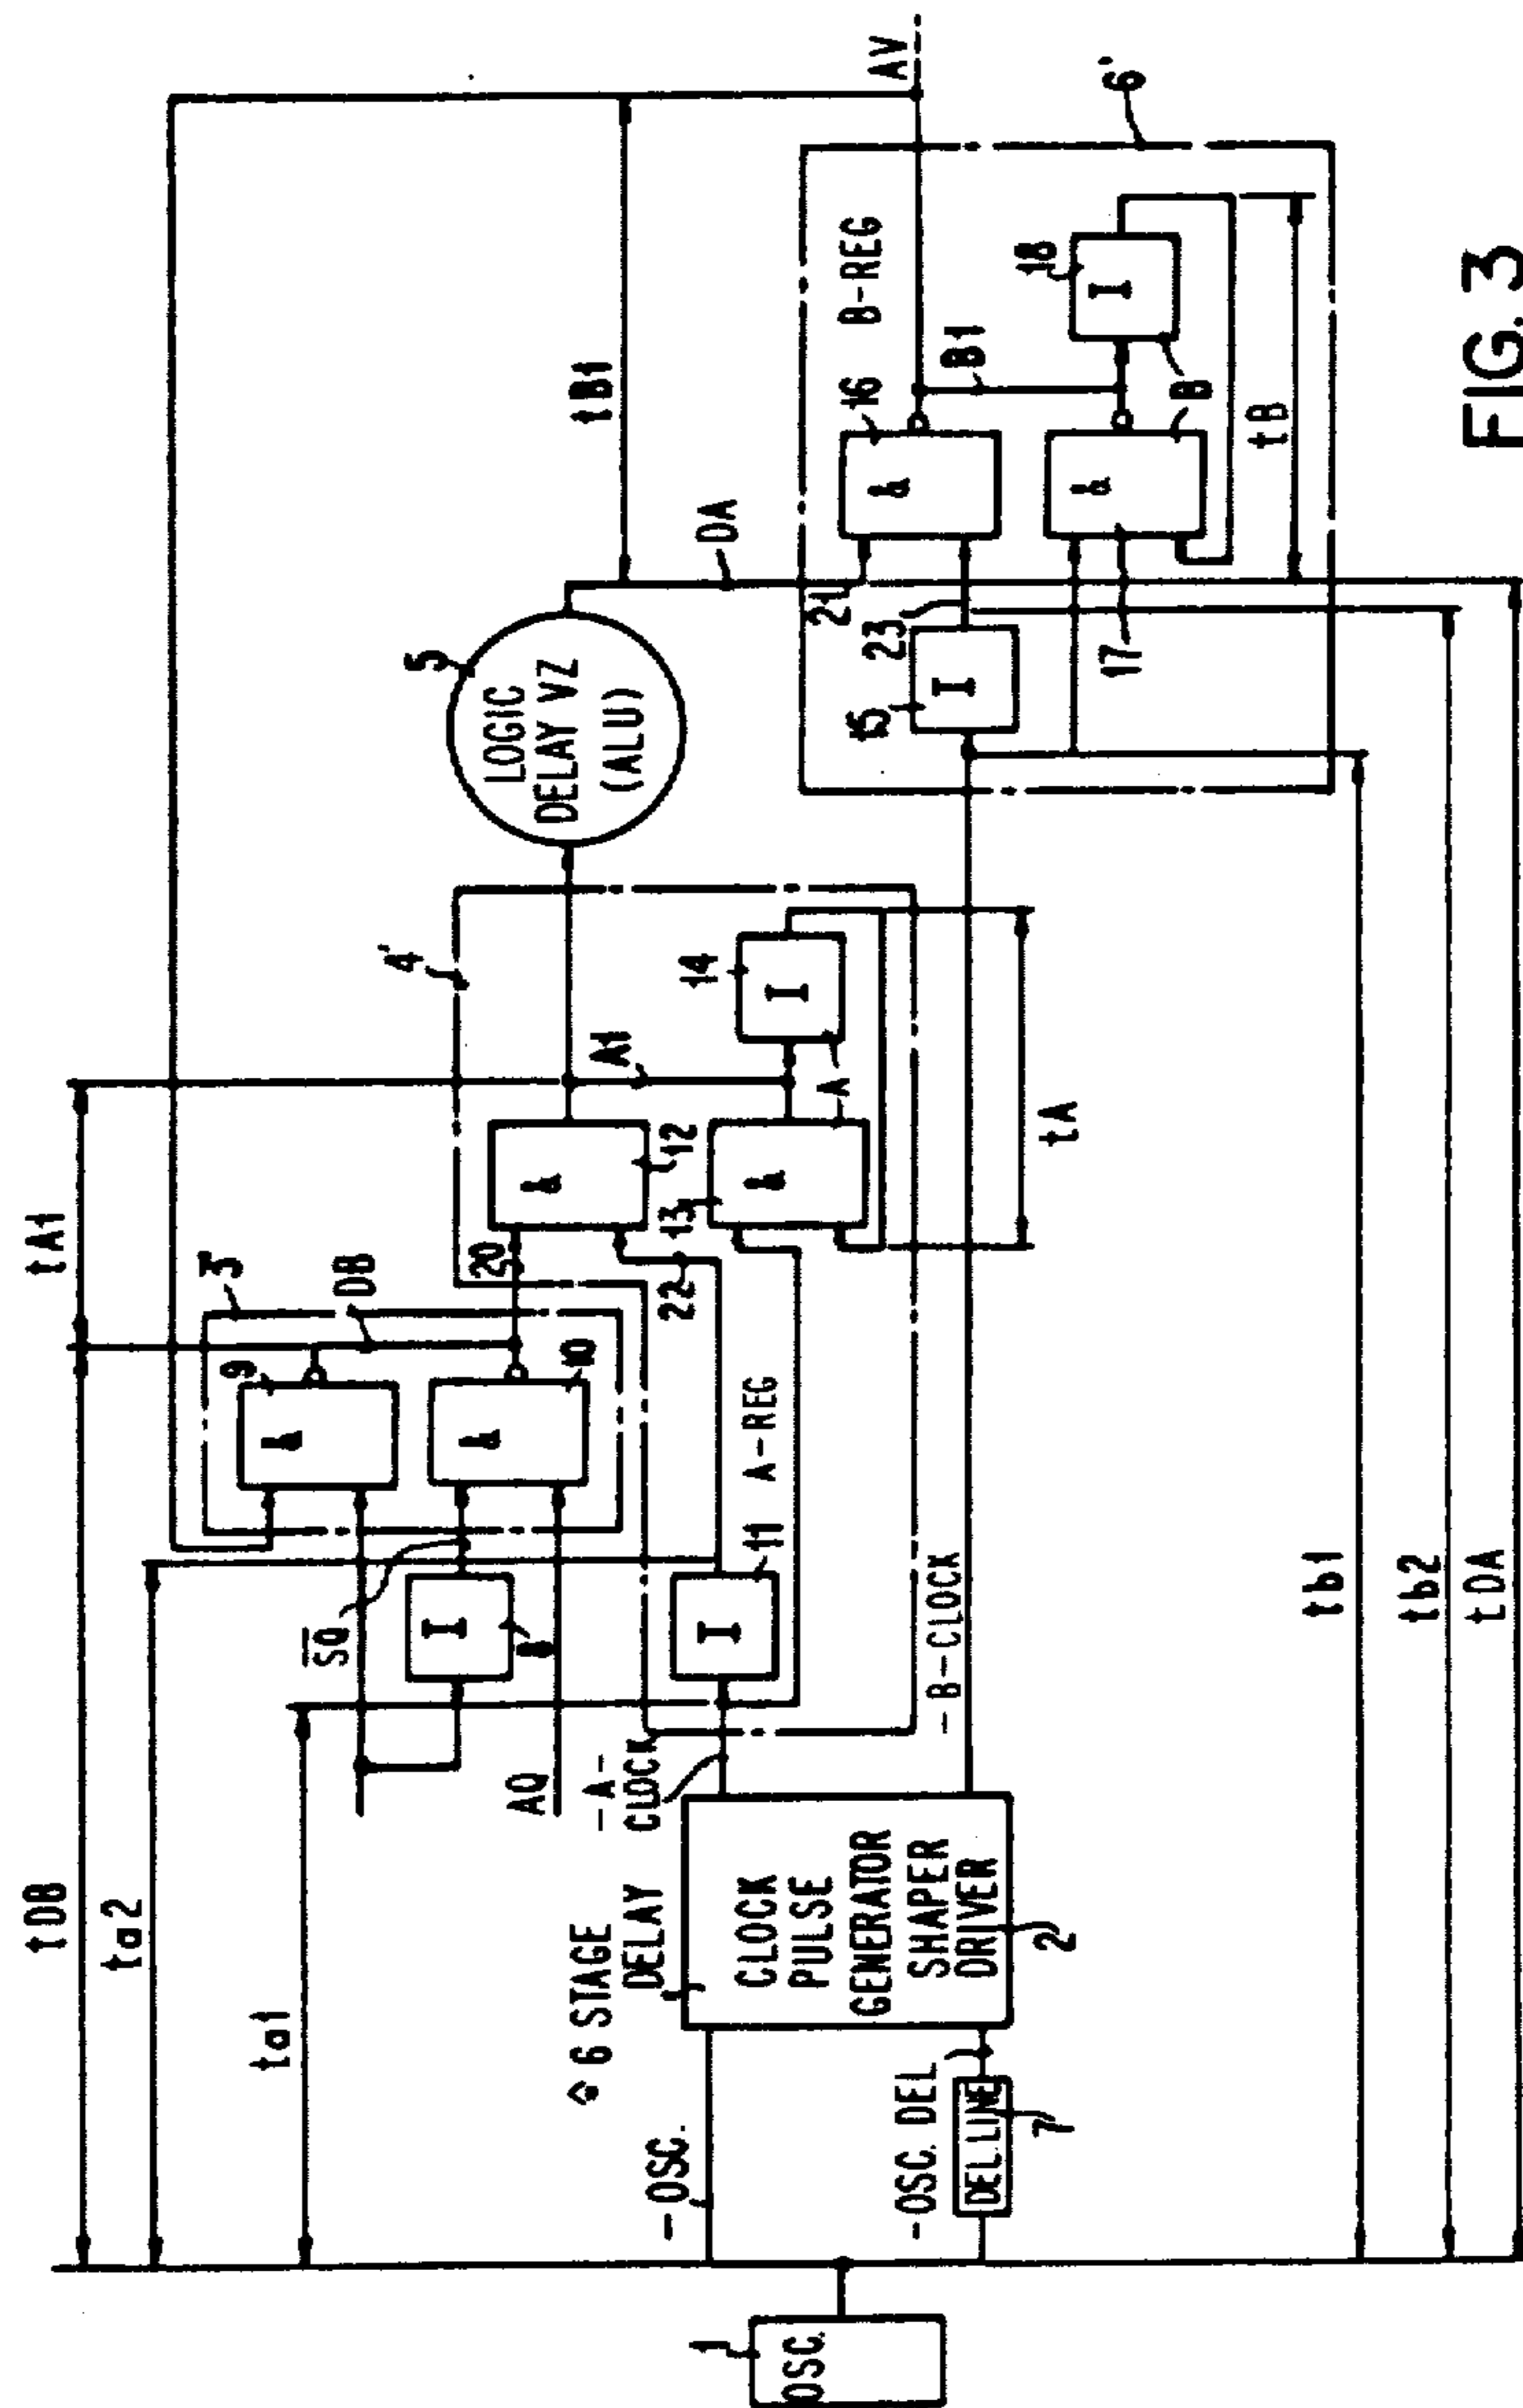 tDB
ta2
ta1
tA1
3
DB
9
10
A
A
SQ
I
AQ
-A-
CLOCK
I
11
A-REG
20
22
4'
A1
A
12
13
A
A
14
I
tA
5
LOGIC
DELAY VZ
(ALU)
DA
tB1
AV
6'
B-REG
16
A
B1
18
I
B
A
17
21
23
15
I
tB
-B-CLOCK
≙ 6 STAGE
DELAY
CLOCK
PULSE
GENERATOR
SHAPER
DRIVER
2
-OSC.
-OSC. DEL
DEL.LINE
7
1
OSC.
tb1
tb2
tDA
FIG. 3